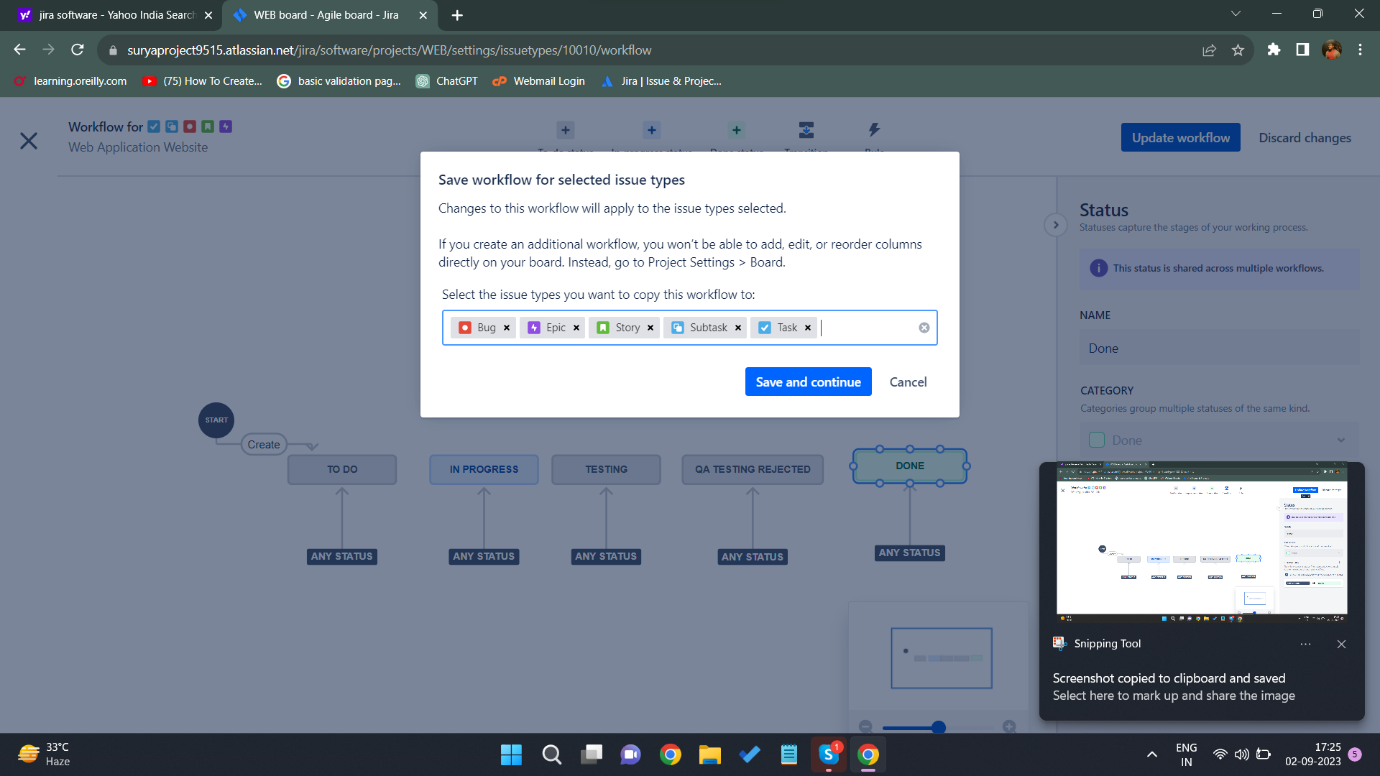 jira software - Yahoo India Search
WEB board - Agile board - Jira
suryaproject9515.atlassian.net/jira/software/projects/WEB/settings/issuetypes/10010/workflow
learning.oreilly.com
(75) How To Create...
basic validation pag...
ChatGPT
Webmail Login
Jira | Issue & Projec...
Workflow for
Web Application Website
Update workflow
Discard changes
Save workflow for selected issue types
Changes to this workflow will apply to the issue types selected.
If you create an additional workflow, you won't be able to add, edit, or reorder columns
directly on your board. Instead, go to Project Settings > Board.
Select the issue types you want to copy this workflow to:
Bug
Epic
Story
Subtask
Task
Save and continue
Cancel
Status
Statuses capture the stages of your working process.
This status is shared across multiple workflows.
NAME
Done
CATEGORY
Categories group multiple statuses of the same kind.
Done
START
Create
TO DO
IN PROGRESS
TESTING
QA TESTING REJECTED
DONE
ANY STATUS
ANY STATUS
ANY STATUS
ANY STATUS
ANY STATUS
Snipping Tool
Screenshot copied to clipboard and saved
Select here to mark up and share the image
33°C
Haze
1
ENG
IN
17:25
02-09-2023
5